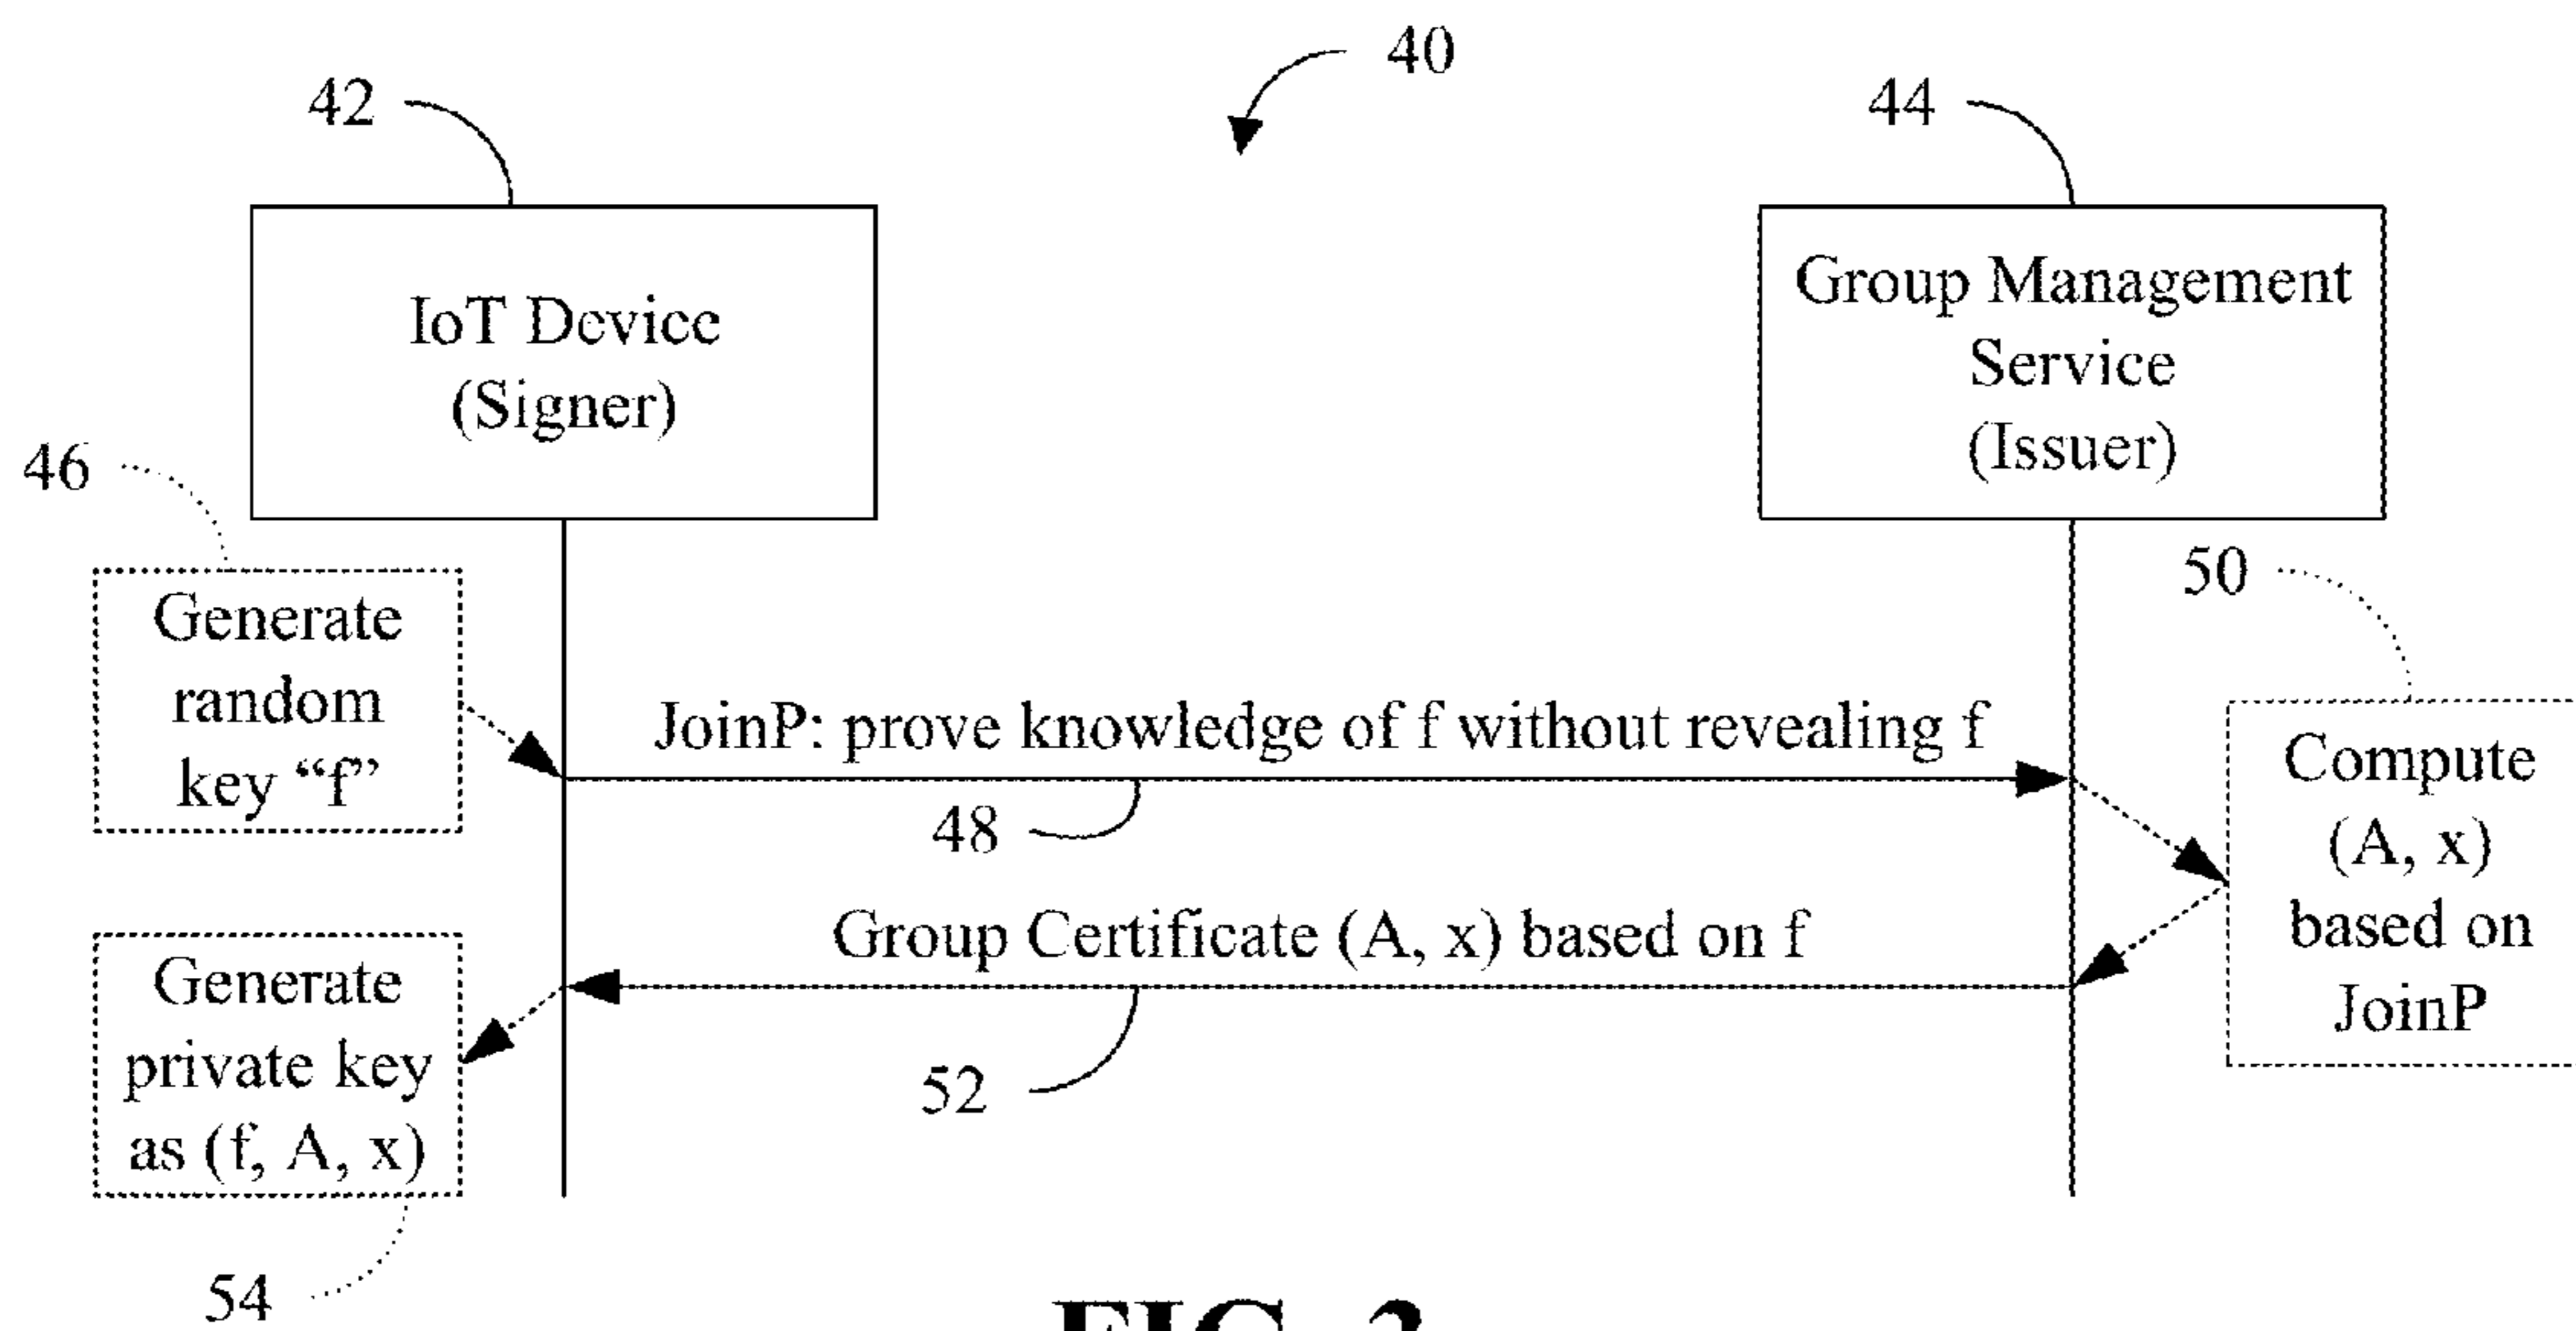 40
42
44
IoT Device
(Signer)
Group Management
Service
(Issuer)
46
50
Generate
random
key “f”
JoinP: prove knowledge of f without revealing f
48
Compute
(A, x)
based on
JoinP
Group Certificate (A, x) based on f
52
Generate
private key
as (f, A, x)
54